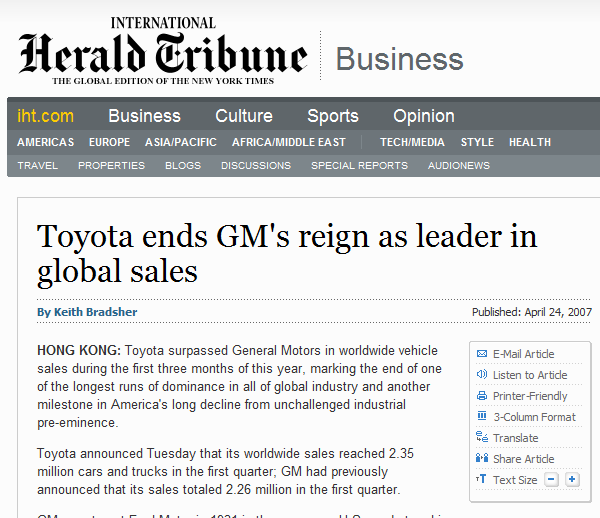 INTERNATIONAL
Herald Tribune
THE GLOBAL EDITION OF THE NEW YORK TIMES
Business
iht.com Business Culture Sports Opinion
AMERICAS EUROPE ASIA/PACIFIC AFRICA/MIDDLE EAST TECH/MEDIA STYLE HEALTH
TRAVEL PROPERTIES BLOGS DISCUSSIONS SPECIAL REPORTS AUDIONEWS
Toyota ends GM's reign as leader in
global sales
By Keith Bradsher Published: April 24, 2007
HONG KONG: Toyota surpassed General Motors in worldwide vehicle
sales during the first three months of this year, marking the end of one
of the longest runs of dominance in all of global industry and another
milestone in America's long decline from unchallenged industrial
pre-eminence.
Toyota announced Tuesday that its worldwide sales reached 2.35
million cars and trucks in the first quarter; GM had previously
announced that its sales totaled 2.26 million in the first quarter.
E-Mail Article
Listen to Article
Printer-Friendly
3-Column Format
Translate
Share Article
Text Size